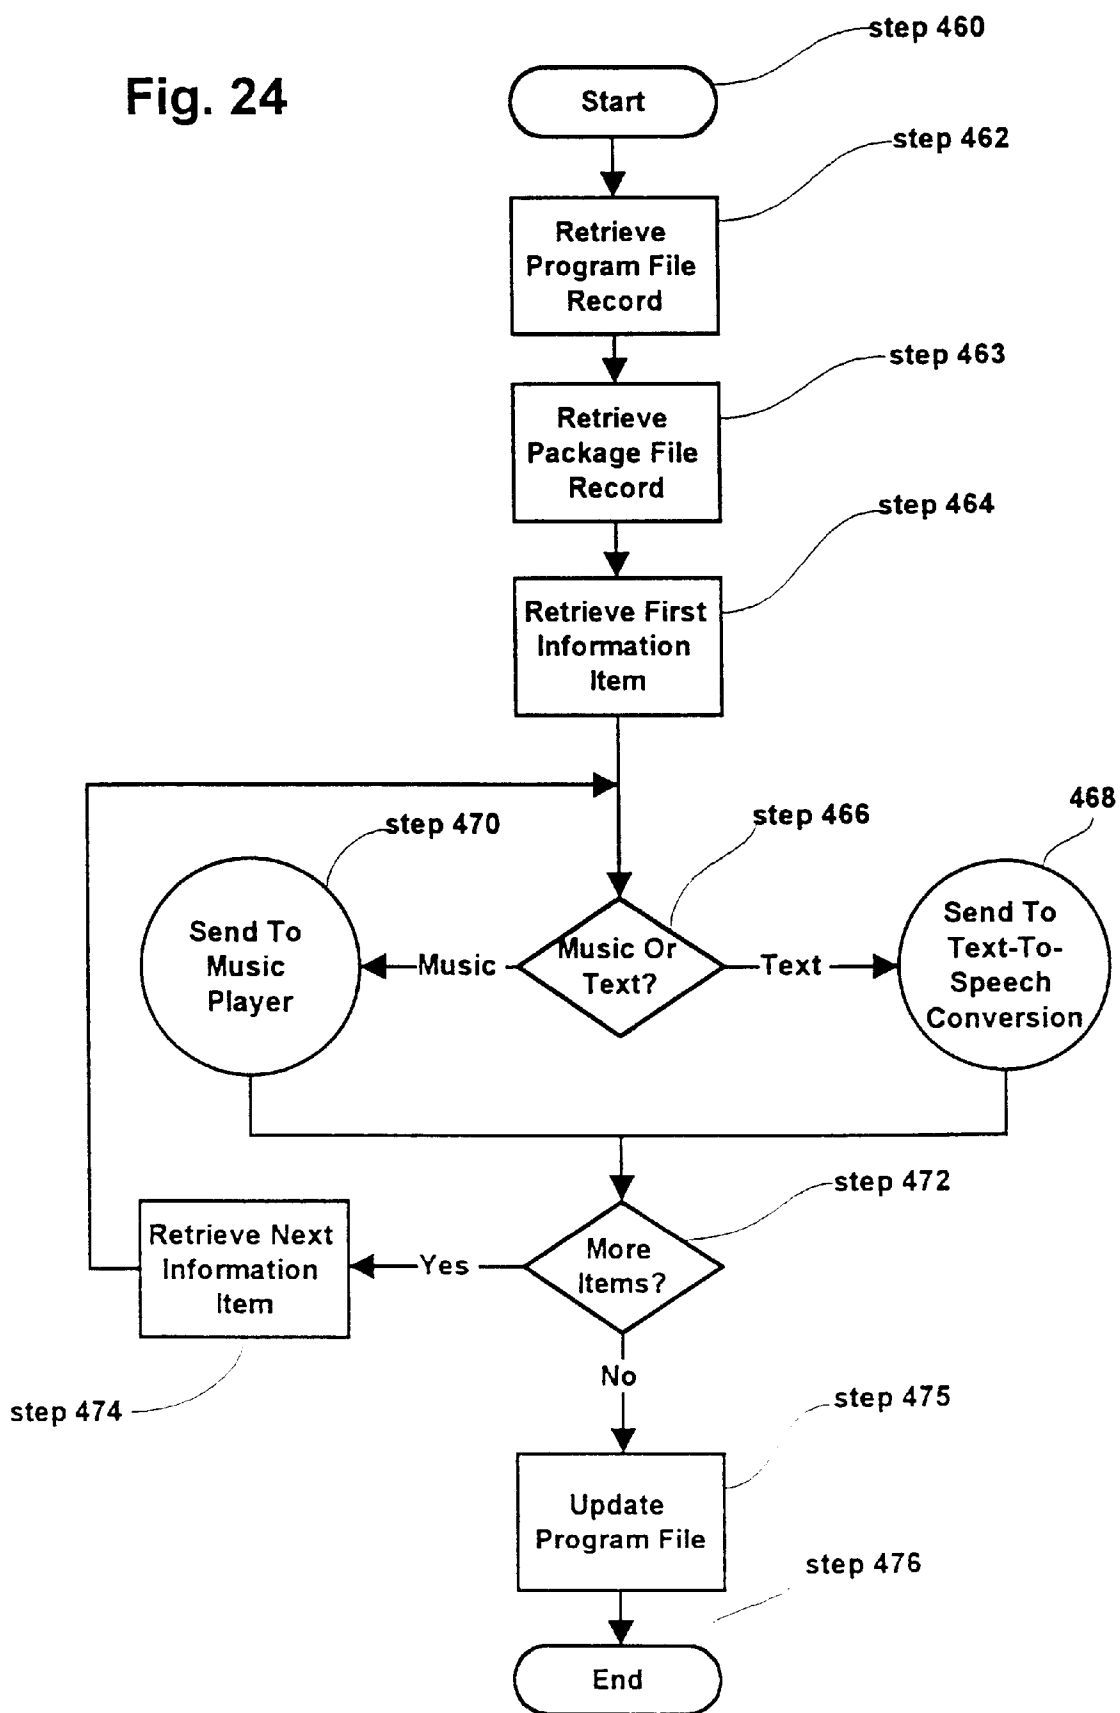 step 460
Fig. 24
Start
step 462
Retrieve
Program File
Record
step 463
Retrieve
Package File
Record
step 464
Retrieve First
Information
Item
step 470
step 466
468
Send To
Music
Player
Music
Music Or
Text?
Text
Send To
Text-To-
Speech
Conversion
step 472
Retrieve Next
Information
Item
Yes
More
Items?
No
step 474
step 475
Update
Program File
step 476
End